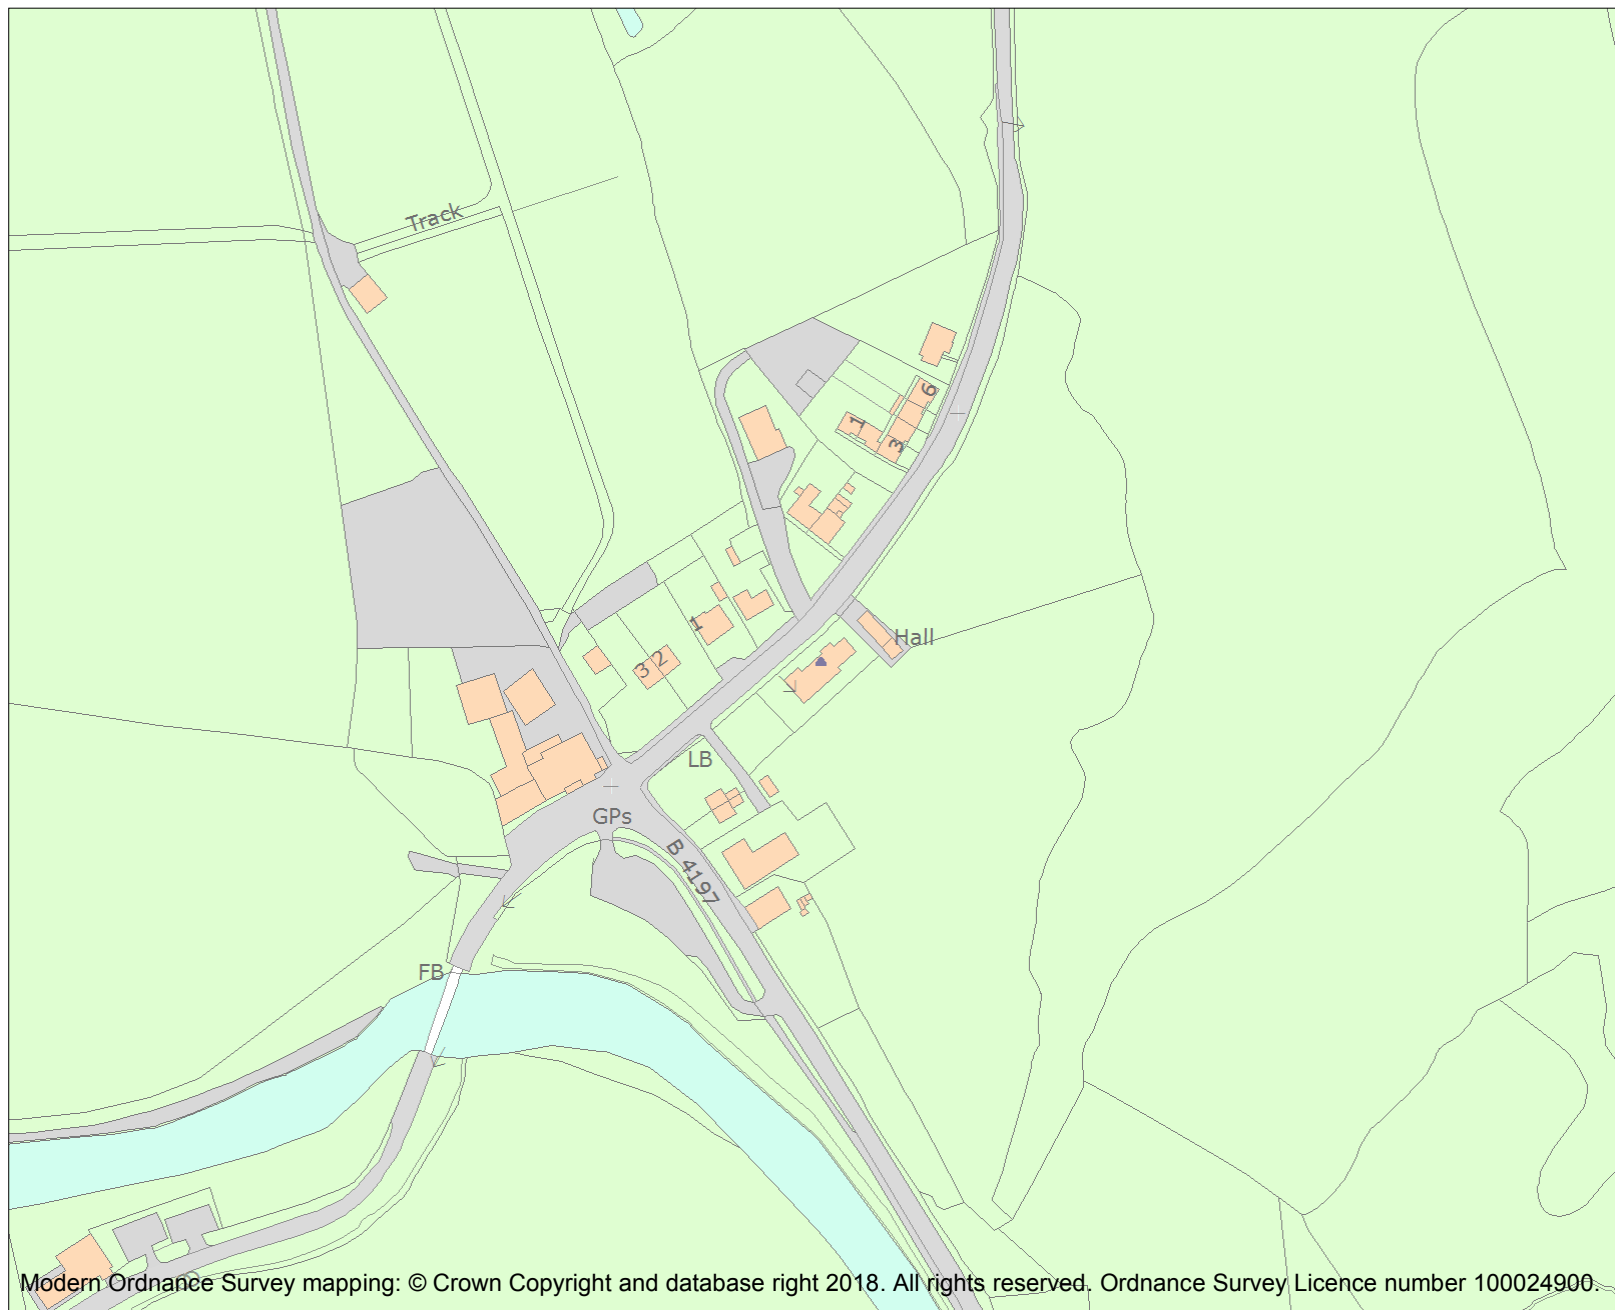 Track
6
1
3
Hall
1
3 2
LB
GPs
B 4197
FB
Modern Ordnance Survey mapping: © Crown Copyright and database right 2018. All rights reserved. Ordnance Survey Licence number 100024900.